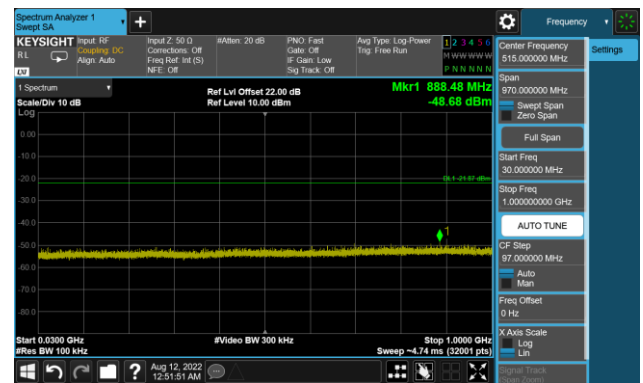 Spectrum Analyzer 1
Swept SA
Frequency
KEYSIGHT
RL
Input: RF
Coupling: DC
Align: Auto
Input Z: 50 Ω
Corrections: Off
Freq Ref: Int (S)
NFE: Off
#Atten: 20 dB
PNO: Fast
Gate: Off
IF Gain: Low
Sig Track: Off
Avg Type: Log-Power
Trig: Free Run
1 2 3 4 5 6
M W W W W W
P N N N N N
LXI
1 Spectrum
Scale/Div 10 dB
Log
Ref Lvl Offset 22.00 dB
Ref Level 10.00 dBm
Mkr1 888.48 MHz
-48.68 dBm
0.00
-10.0
-20.0
DL1 -21.87 dBm
-30.0
-40.0
1
-50.0
-60.0
-70.0
-80.0
Start 0.0300 GHz
#Res BW 100 kHz
#Video BW 300 kHz
Stop 1.0000 GHz
Sweep ~4.74 ms (32001 pts)
?
Aug 12, 2022
12:51:51 AM
Center Frequency
515.000000 MHz
Settings
Span
970.000000 MHz
Swept Span
Zero Span
Full Span
Start Freq
30.000000 MHz
Stop Freq
1.000000000 GHz
AUTO TUNE
CF Step
97.000000 MHz
Auto
Man
Freq Offset
0 Hz
X Axis Scale
Log
Lin
Signal Track
(Span Zoom)